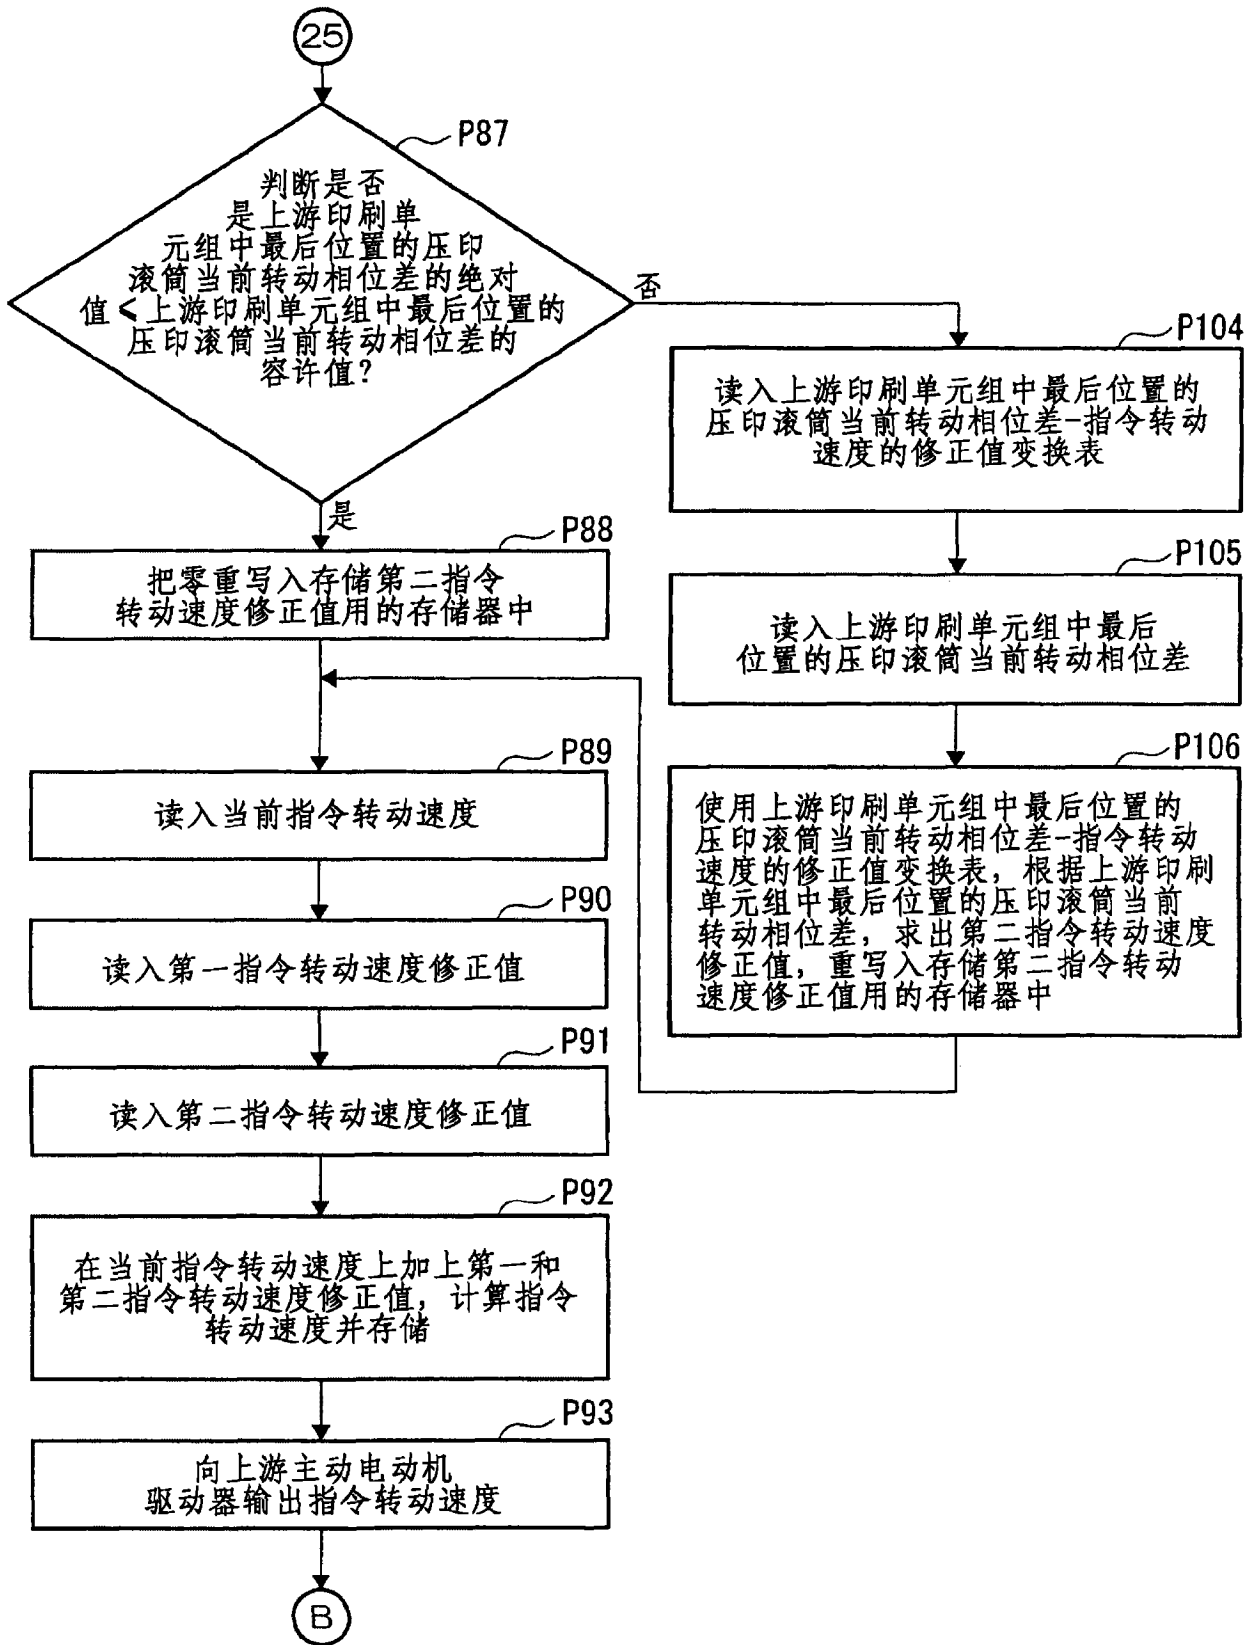 25
P87
判断是否
是上游印刷单
元组中最后位置的压印
滚筒当前转动相位差的绝对
值≤上游印刷单元组中最后位置的
压印滚筒当前转动相位差的
容许值?
否
是
P88
把零重写入存储第二指令
转动速度修正值用的存储器中
P89
读入当前指令转动速度
P90
读入第一指令转动速度修正值
P91
读入第二指令转动速度修正值
P92
在当前指令转动速度上加上第一和
第二指令转动速度修正值，计算指令
转动速度并存储
P93
向上游主动电动机
驱动器输出指令转动速度
B
P104
读入上游印刷单元组中最后位置的
压印滚筒当前转动相位差-指令转动
速度的修正值变换表
P105
读入上游印刷单元组中最后
位置的压印滚筒当前转动相位差
P106
使用上游印刷单元组中最后位置的
压印滚筒当前转动相位差-指令转动
速度的修正值变换表，根据上游印刷
单元组中最后位置的压印滚筒当前
转动相位差，求出第二指令转动速度
修正值，重写入存储第二指令转动
速度修正值用的存储器中